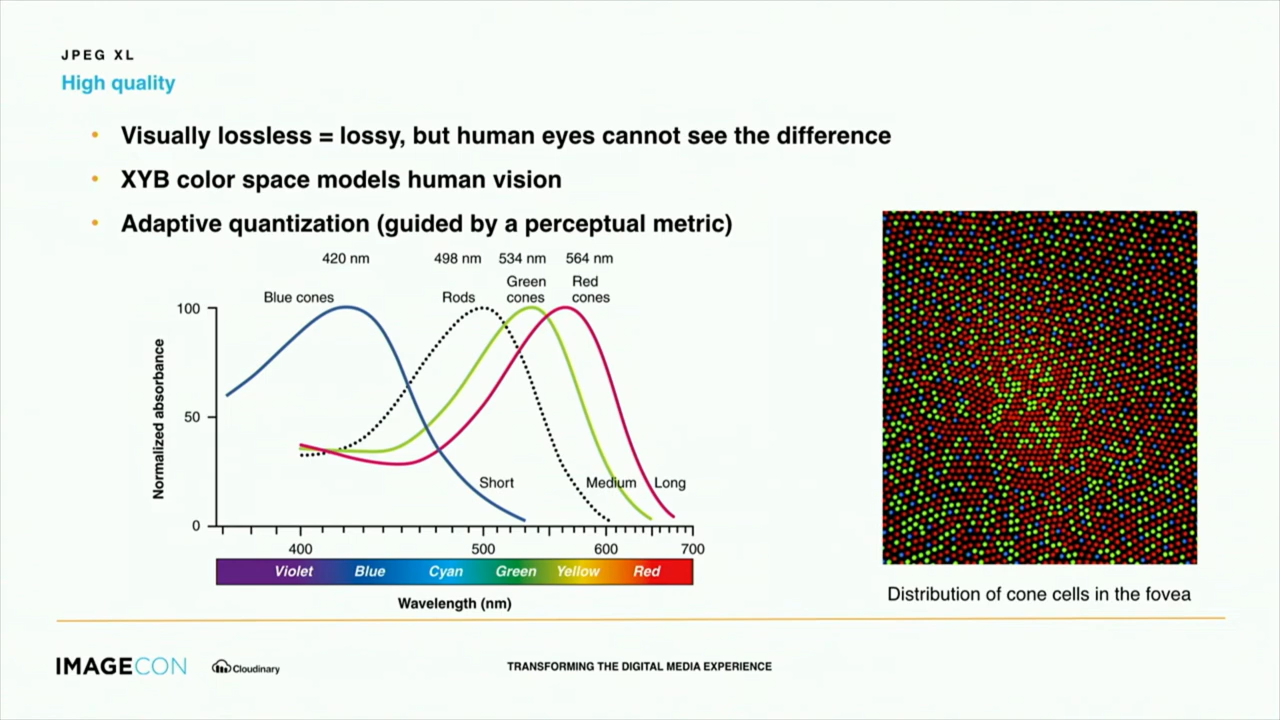 JPEG XL
High quality
• Visually lossless = lossy, but human eyes cannot see the difference
• XYB color space models human vision
• Adaptive quantization (guided by a perceptual metric)
420 nm 498 nm 534 nm 564 nm
Blue cones Rods Green cones Red cones
100
50
0
Normalized absorbance
Short Medium Long
400 500 600 700
Violet Blue Cyan Green Yellow Red
Wavelength (nm)
Distribution of cone cells in the fovea
IMAGECON Cloudinary TRANSFORMING THE DIGITAL MEDIA EXPERIENCE